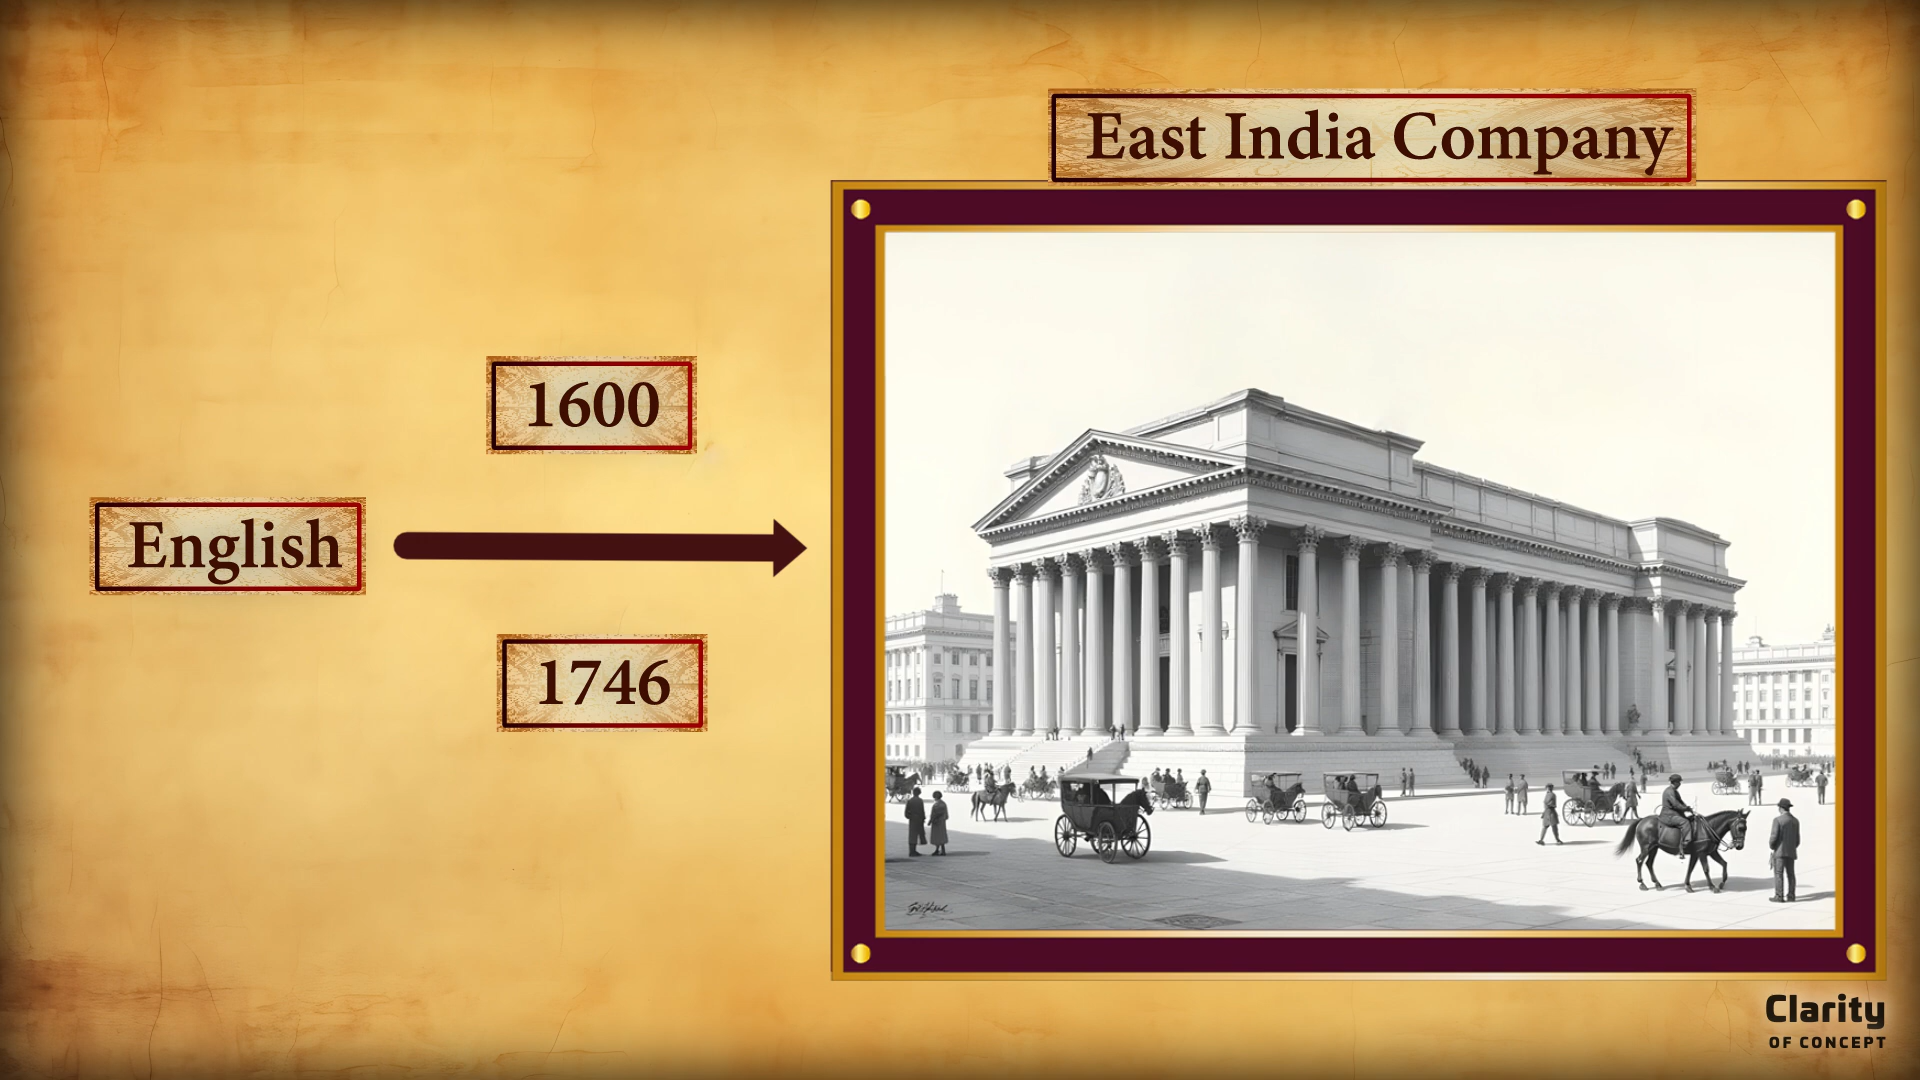 East India Company
1600
English
1746
Clarity
OF CONCEPT